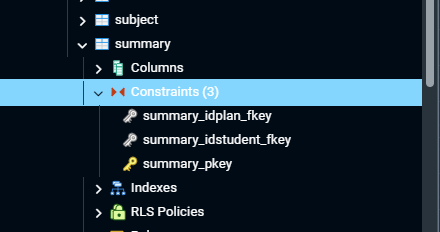 subject
summary
Columns
Constraints (3)
summary_idplan_fkey
summary_idstudent_fkey
summary_pkey
Indexes
RLS Policies